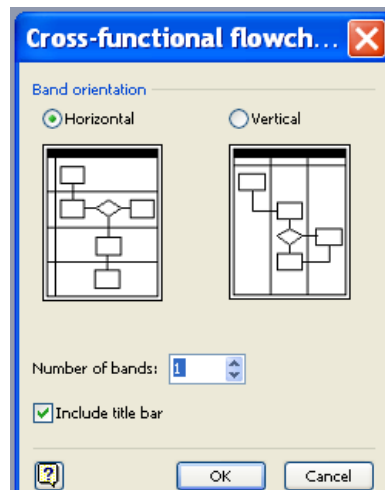 Cross-functional flowch...
Band orientation
Horizontal Vertical
Number of bands: 1
Include title bar
? OK Cancel